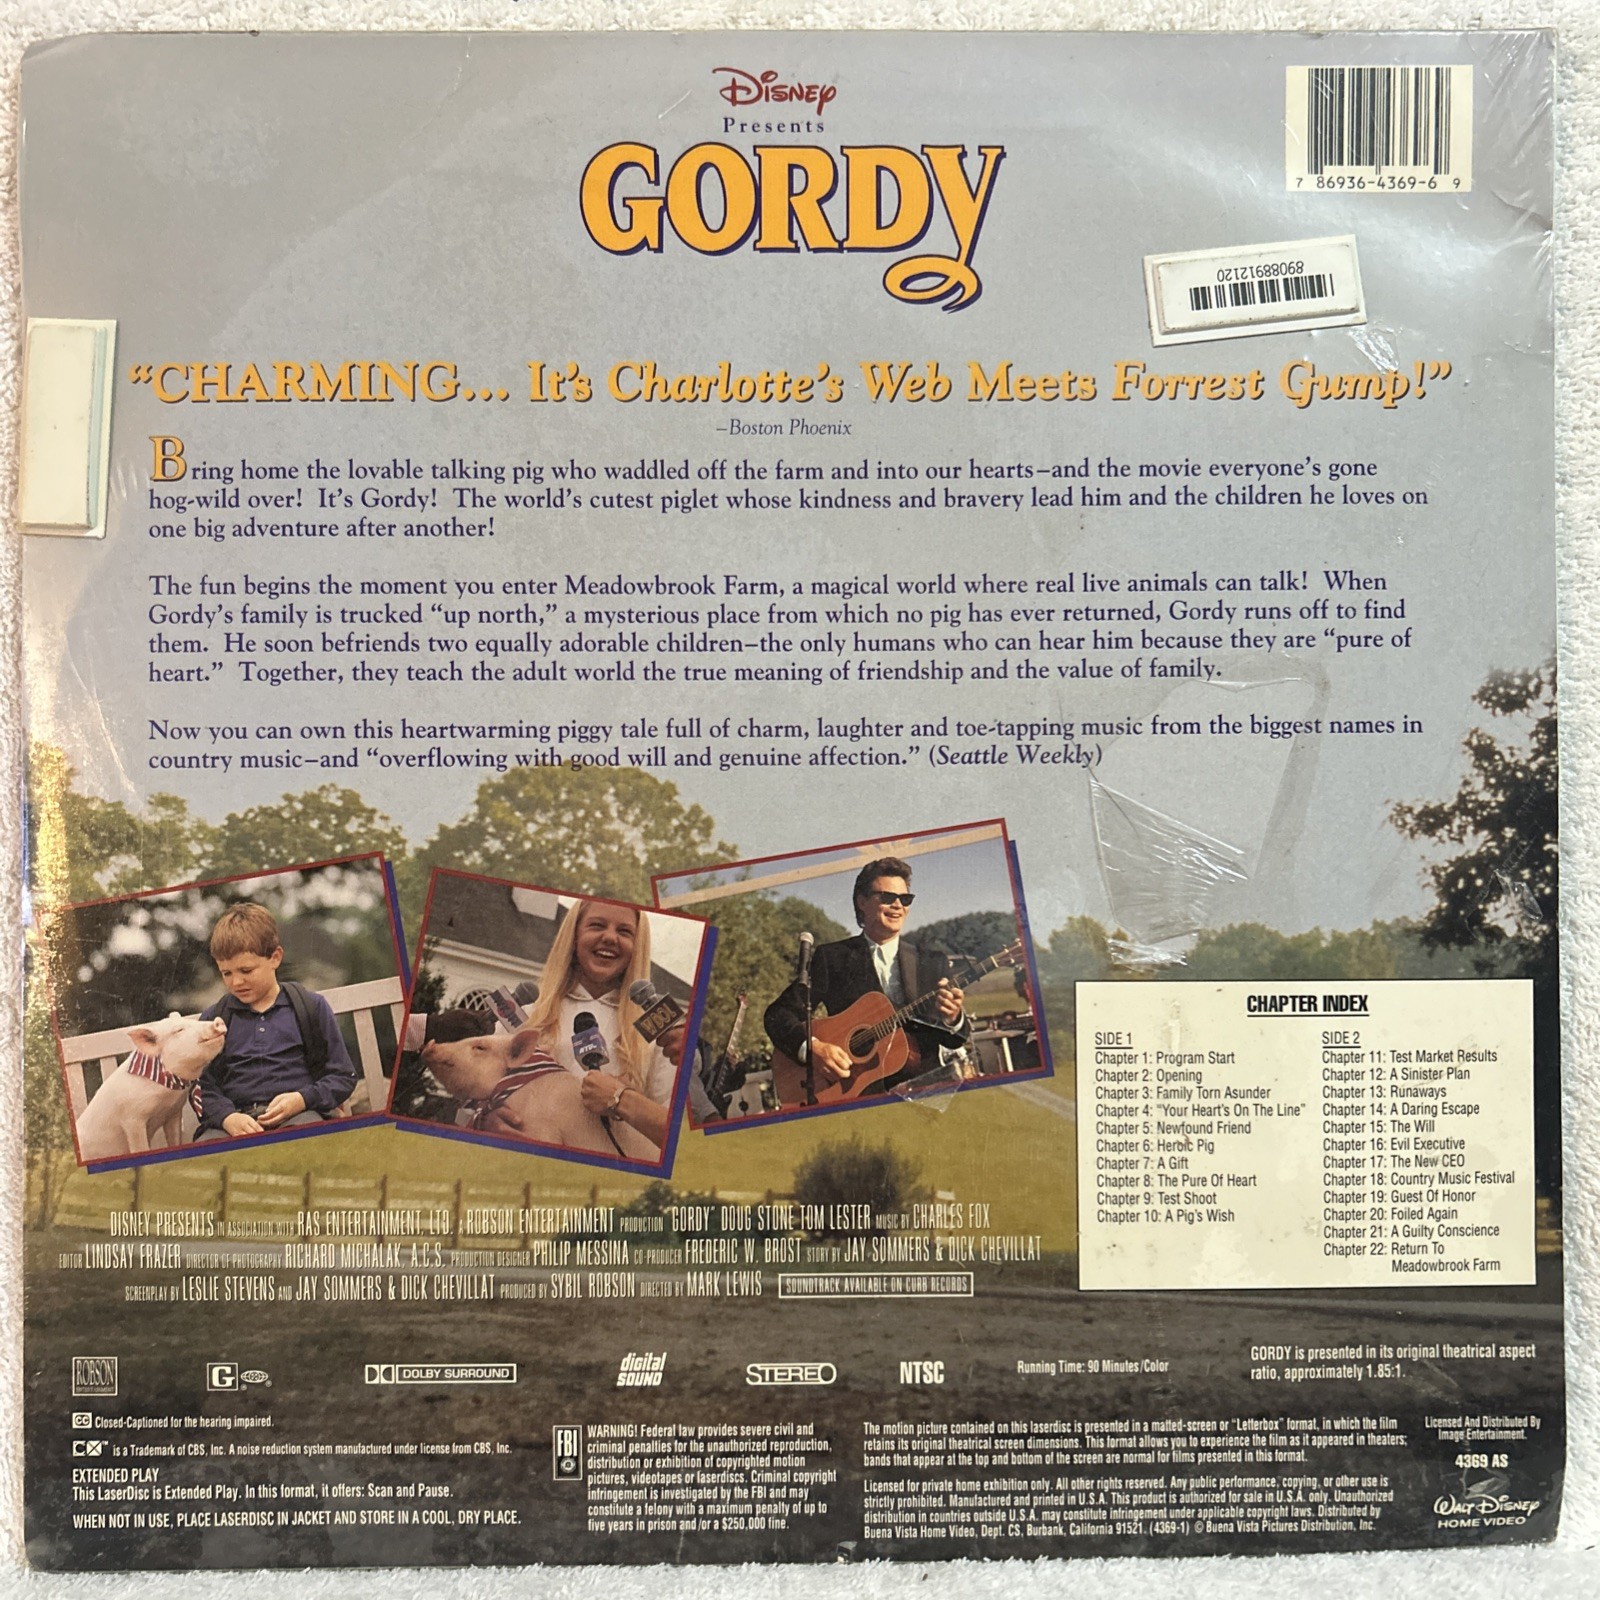 DISNEY
Presents
GORDY
7 86936-4369-6 9
89088912120
“CHARMING... It’s Charlotte’s Web Meets Forrest Gump!”
–Boston Phoenix
Bring home the lovable talking pig who waddled off the farm and into our hearts–and the movie everyone’s gone
hog-wild over! It’s Gordy! The world’s cutest piglet whose kindness and bravery lead him and the children he loves on
one big adventure after another!
The fun begins the moment you enter Meadowbrook Farm, a magical world where real live animals can talk! When
Gordy’s family is trucked “up north,” a mysterious place from which no pig has ever returned, Gordy runs off to find
them. He soon befriends two equally adorable children–the only humans who can hear him because they are “pure of
heart.” Together, they teach the adult world the true meaning of friendship and the value of family.
Now you can own this heartwarming piggy tale full of charm, laughter and toe-tapping music from the biggest names in
country music–and “overflowing with good will and genuine affection.” (Seattle Weekly)
CHAPTER INDEX
SIDE 1
Chapter 1: Program Start
Chapter 2: Opening
Chapter 3: Family Torn Asunder
Chapter 4: “Your Heart’s On The Line”
Chapter 5: Newfound Friend
Chapter 6: Heroic Pig
Chapter 7: A Gift
Chapter 8: The Pure Of Heart
Chapter 9: Test Shoot
Chapter 10: A Pig’s Wish
SIDE 2
Chapter 11: Test Market Results
Chapter 12: A Sinister Plan
Chapter 13: Runaways
Chapter 14: A Daring Escape
Chapter 15: The Will
Chapter 16: Evil Executive
Chapter 17: The New CEO
Chapter 18: Country Music Festival
Chapter 19: Guest Of Honor
Chapter 20: Foiled Again
Chapter 21: A Guilty Conscience
Chapter 22: Return To
Meadowbrook Farm
DISNEY PRESENTS IN ASSOCIATION WITH RAS ENTERTAINMENT, LTD. A ROBSON ENTERTAINMENT PRODUCTION “GORDY” DOUG STONE TOM LESTER MUSIC BY CHARLES FOX
EDITOR LINDSAY FRAZER DIRECTOR OF PHOTOGRAPHY RICHARD MICHALAK, A.C.S. PRODUCTION DESIGNER PHILIP MESSINA CO-PRODUCER FREDERIC W. BROST STORY BY JAY SOMMERS & DICK CHEVILLAT
SCREENPLAY BY LESLIE STEVENS AND JAY SOMMERS & DICK CHEVILLAT PRODUCED BY SYBIL ROBSON DIRECTED BY MARK LEWIS SOUNDTRACK AVAILABLE ON CURB RECORDS
ROBSON
G
DOLBY SURROUND
digital
SOUND
STEREO
NTSC
Running Time: 90 Minutes/Color
GORDY is presented in its original theatrical aspect
ratio, approximately 1.85:1.
CC Closed-Captioned for the hearing impaired.
CX™ is a Trademark of CBS, Inc. A noise reduction system manufactured under license from CBS, Inc.
EXTENDED PLAY
This LaserDisc is Extended Play. In this format, it offers: Scan and Pause.
WHEN NOT IN USE, PLACE LASERDISC IN JACKET AND STORE IN A COOL, DRY PLACE.
FBI
WARNING! Federal law provides severe civil and
criminal penalties for the unauthorized reproduction,
distribution or exhibition of copyrighted motion
pictures, videotapes or laserdiscs. Criminal copyright
infringement is investigated by the FBI and may
constitute a felony with a maximum penalty of up to
five years in prison and/or a $250,000 fine.
The motion picture contained on this laserdisc is presented in a matted-screen or “Letterbox” format, in which the film
retains its original theatrical screen dimensions. This format allows you to experience the film as it appeared in theaters;
bands that appear at the top and bottom of the screen are normal for films presented in this format.
Licensed for private home exhibition only. All other rights reserved. Any public performance, copying, or other use is
strictly prohibited. Manufactured and printed in U.S.A. This product is authorized for sale in U.S.A. only. Unauthorized
distribution in countries outside U.S.A. may constitute infringement under applicable copyright laws. Distributed by
Buena Vista Home Video, Dept. CS, Burbank, California 91521. (4369-1) © Buena Vista Pictures Distribution, Inc.
Licensed And Distributed By
Image Entertainment.
4369 AS
WALT DISNEY
HOME VIDEO